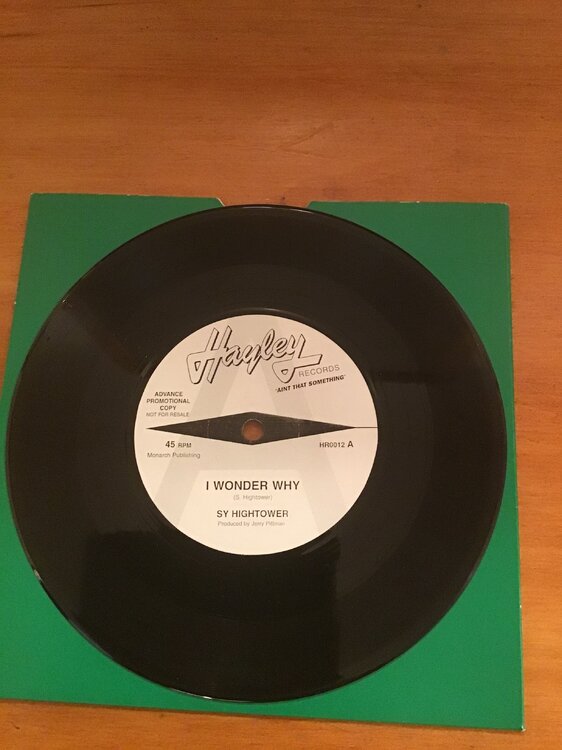 Hayley
RECORDS
"AINT THAT SOMETHING"
ADVANCE
PROMOTIONAL
COPY
NOT FOR RESALE
45 RPM
HR0012 A
Monarch Publishing
I WONDER WHY
(S. Hightower)
SY HIGHTOWER
Produced by Jerry Pittman
A